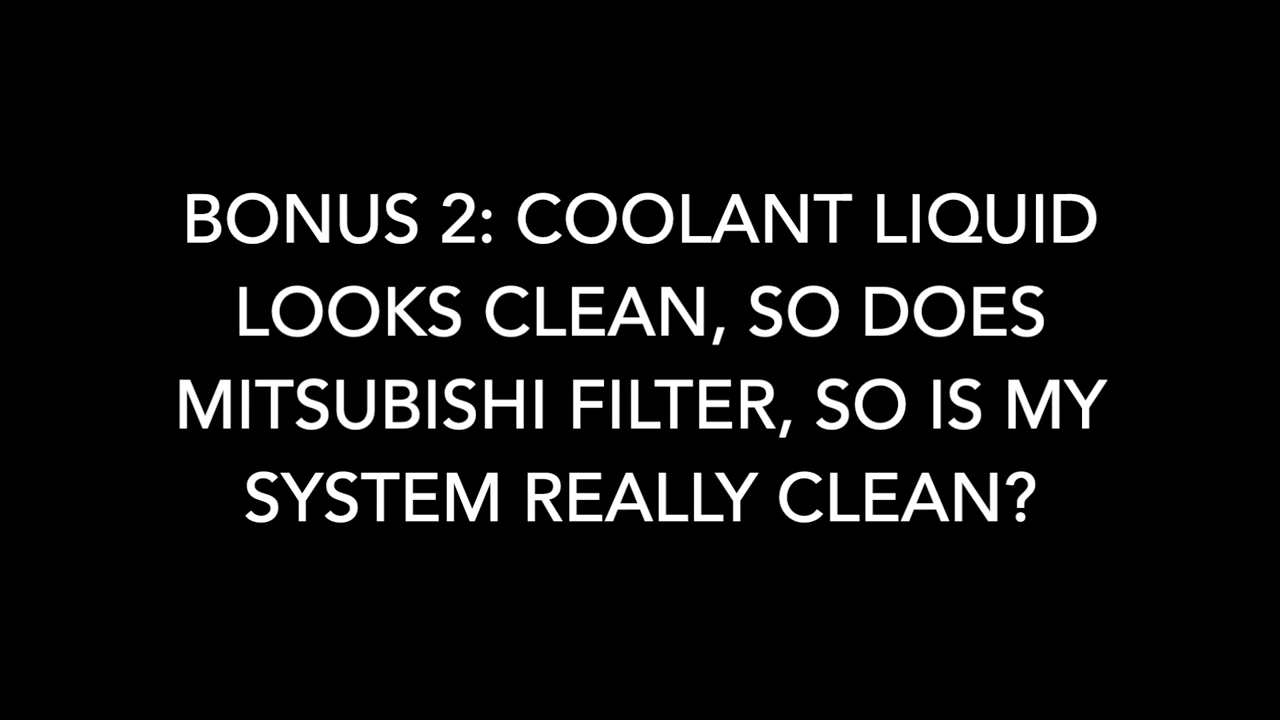 BONUS 2: COOLANT LIQUID
LOOKS CLEAN, SO DOES
MITSUBISHI FILTER, SO IS MY
SYSTEM REALLY CLEAN?